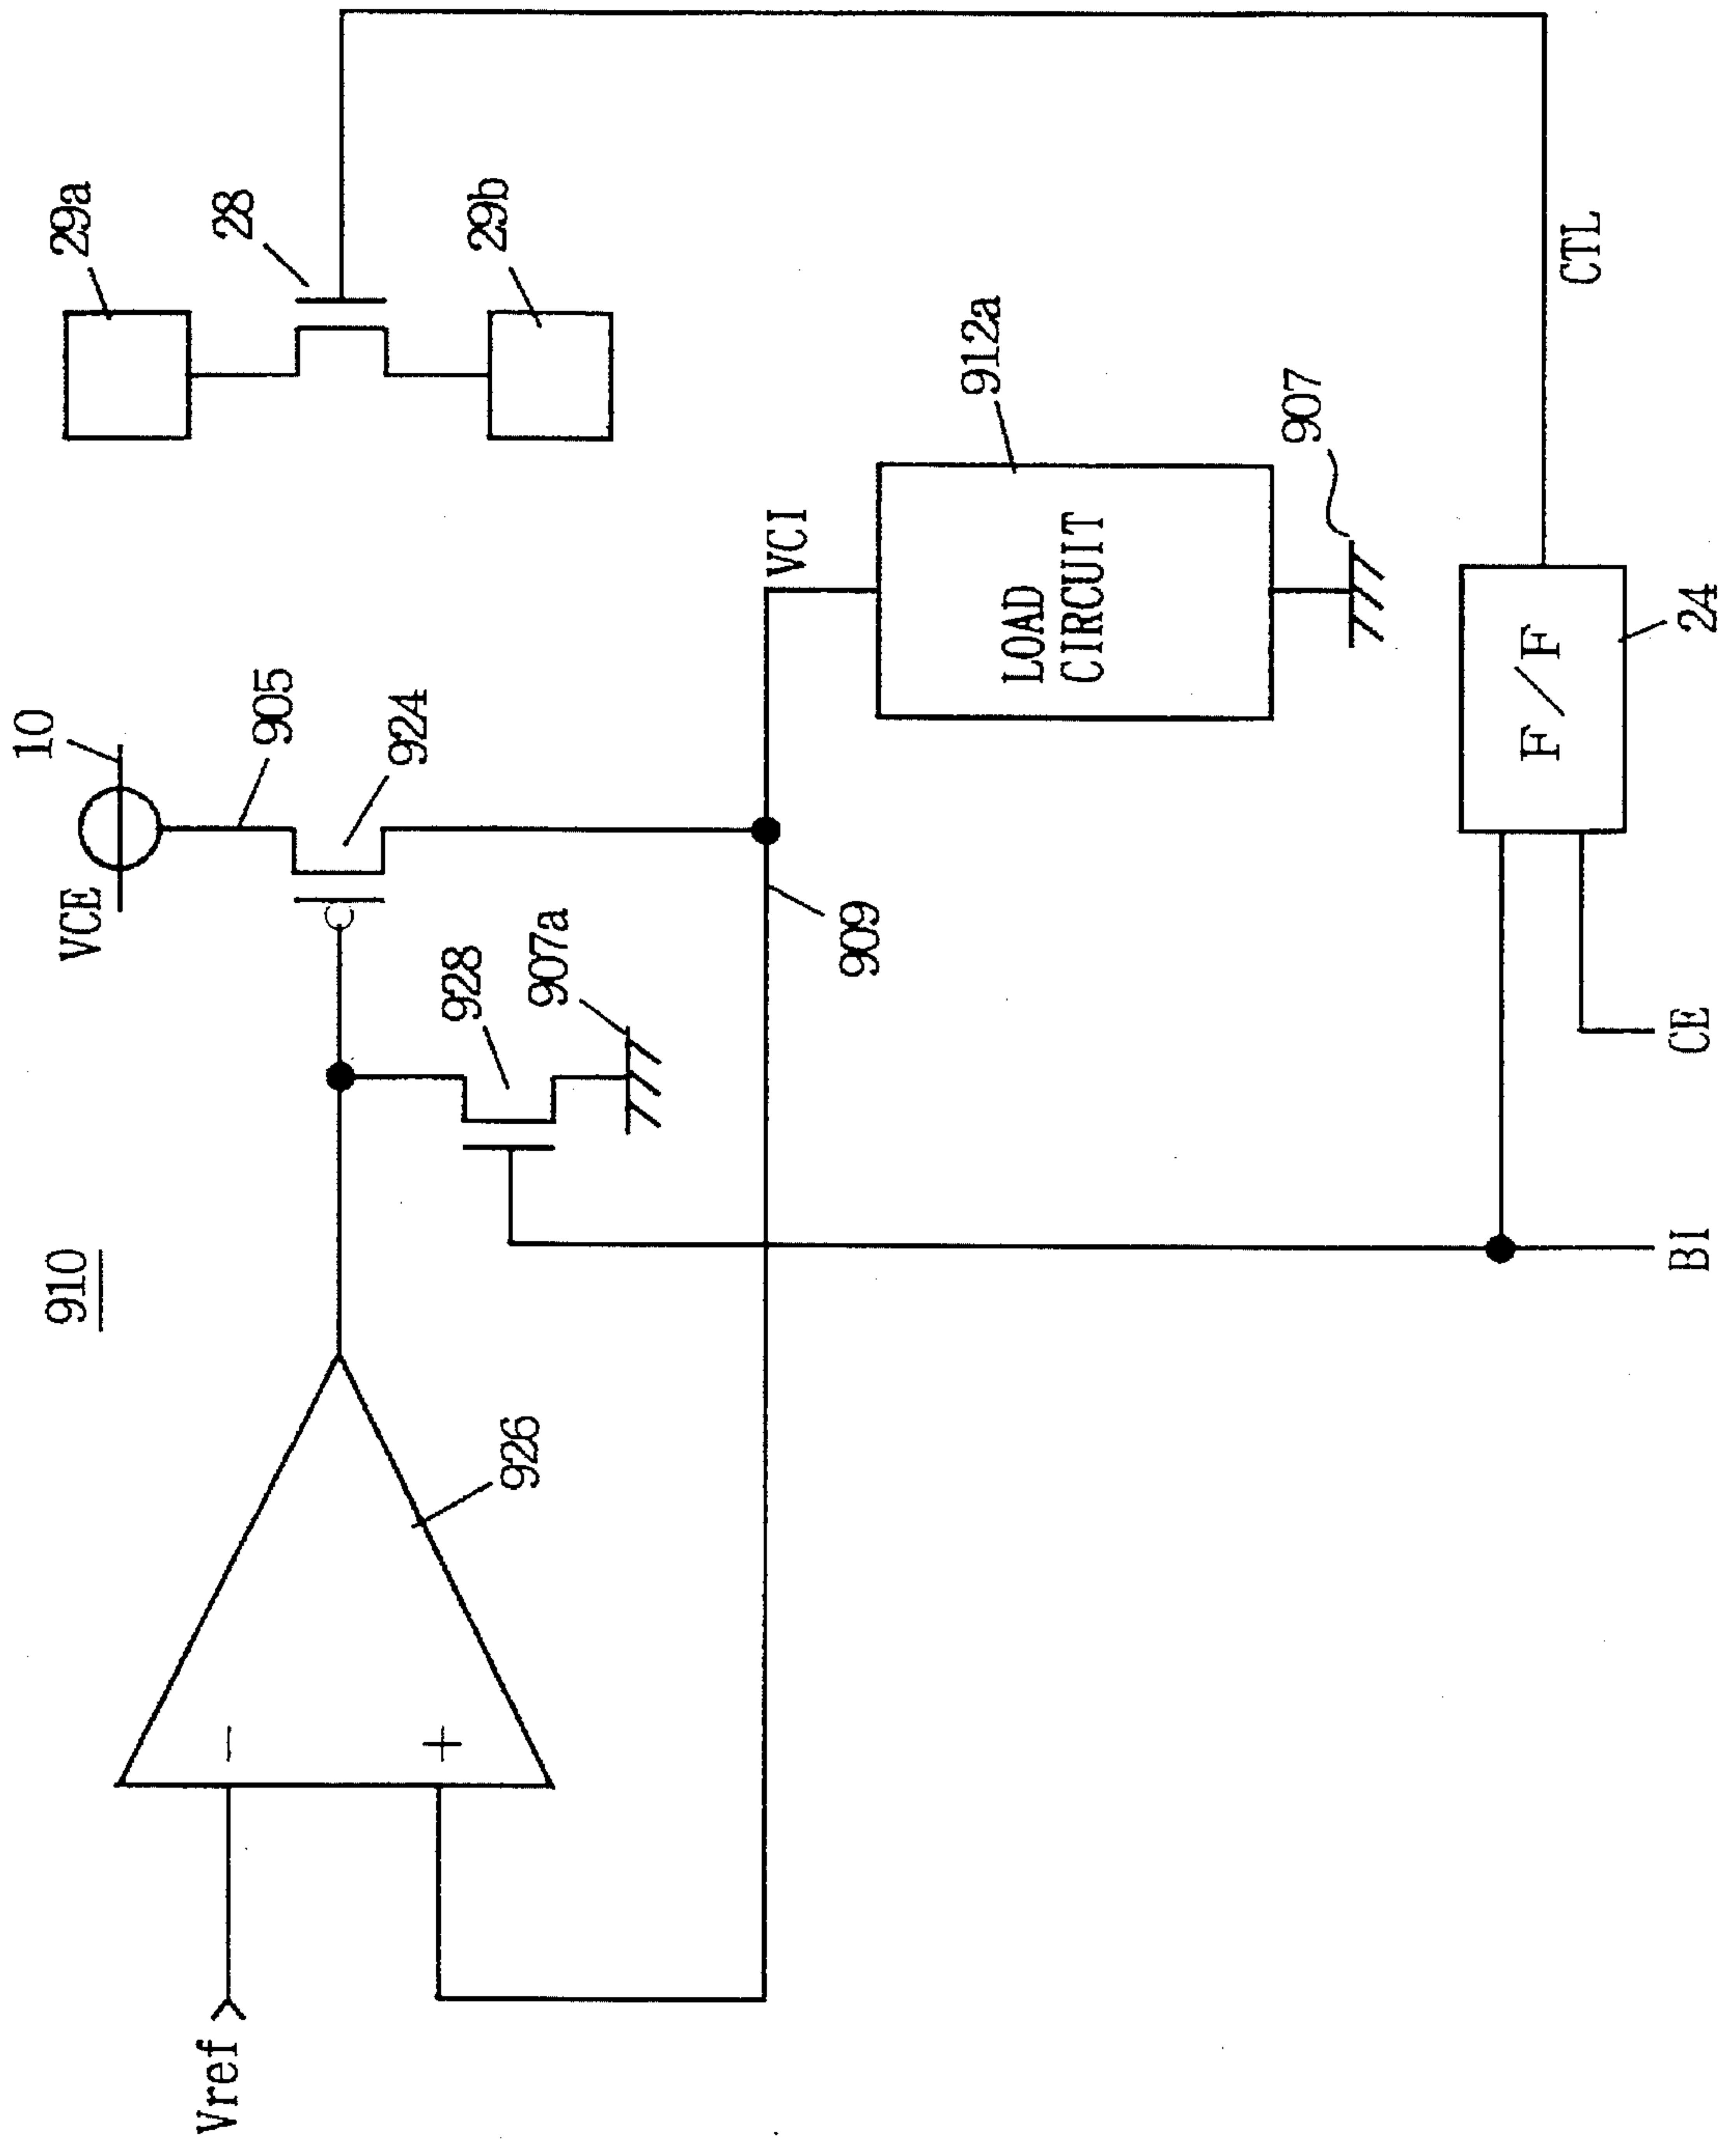 910
Vref
−
+
926
VCE
10
905
924
928
907a
909
29a
28
29b
VCI
LOAD
CIRCUIT
912a
907
F/F
24
CTL
CE
BI